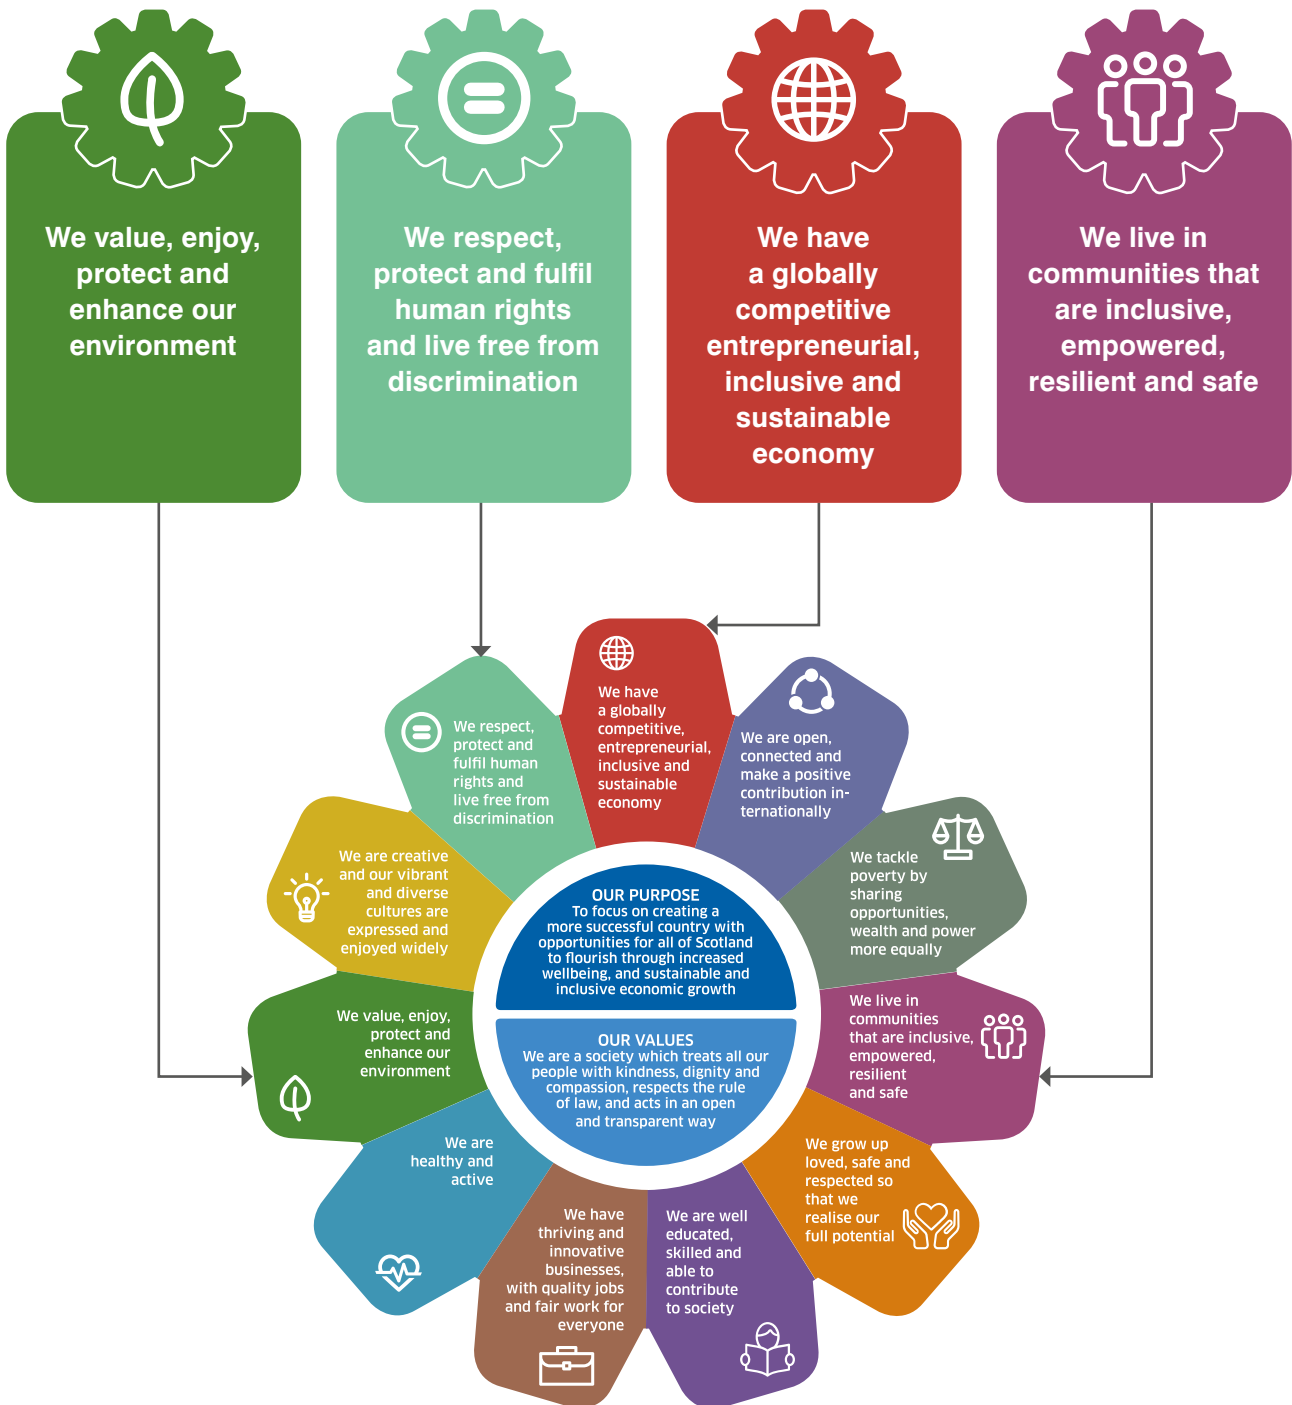 We value, enjoy,
protect and
enhance our
environment
We respect,
protect and fulfil
human rights
and live free from
discrimination
We have
a globally
competitive
entrepreneurial,
inclusive and
sustainable
economy
We live in
communities that
are inclusive,
empowered,
resilient and safe
We have
a globally
competitive,
entrepreneurial,
inclusive and
sustainable
economy
We are open,
connected and
make a positive
contribution in-
ternationally
We tackle
poverty by
sharing
opportunities,
wealth and power
more equally
We live in
communities
that are inclusive,
empowered,
resilient
and safe
We grow up
loved, safe and
respected so
that we
realise our
full potential
We are well
educated,
skilled and
able to
contribute
to society
We have
thriving and
innovative
businesses,
with quality jobs
and fair work for
everyone
We are
healthy and
active
We value, enjoy,
protect and
enhance our
environment
We are creative
and our vibrant
and diverse
cultures are
expressed and
enjoyed widely
We respect,
protect and
fulfil human
rights and
live free from
discrimination
OUR PURPOSE
To focus on creating a
more successful country with
opportunities for all of Scotland
to flourish through increased
wellbeing, and sustainable and
inclusive economic growth
OUR VALUES
We are a society which treats all our
people with kindness, dignity and
compassion, respects the rule
of law, and acts in an open
and transparent way